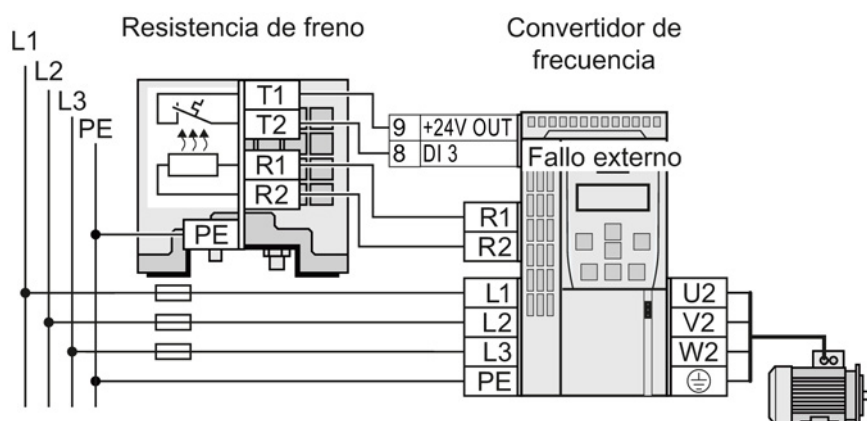 Resistencia de freno
Convertidor de
frecuencia
L1
L2
L3
PE
T1
T2
R1
R2
PE
9 +24V OUT
8 DI 3
Fallo externo
R1
R2
L1
L2
L3
PE
U2
V2
W2